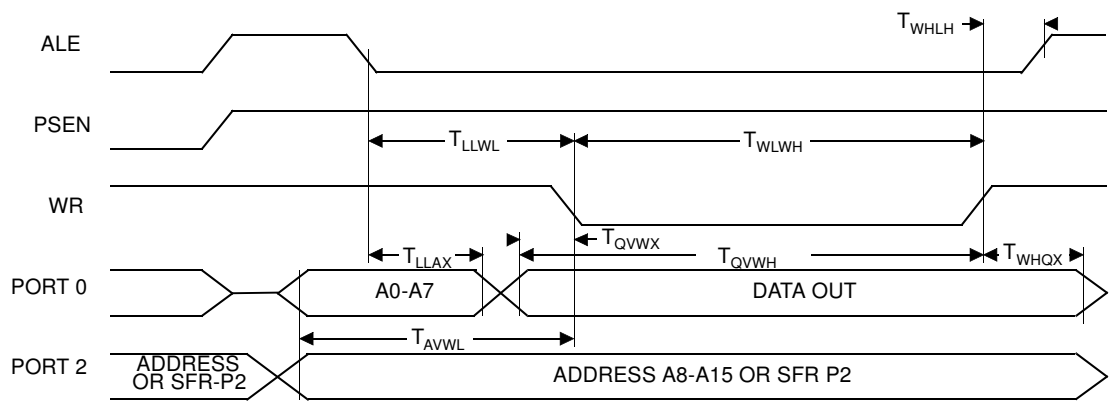 T_WHLH
ALE
PSEN
T_LLWL
T_WLWH
WR
T_QVWX
T_LLAX
T_QVWH
T_WHQX
PORT 0
A0-A7
DATA OUT
T_AVWL
PORT 2
ADDRESS
OR SFR-P2
ADDRESS A8-A15 OR SFR P2